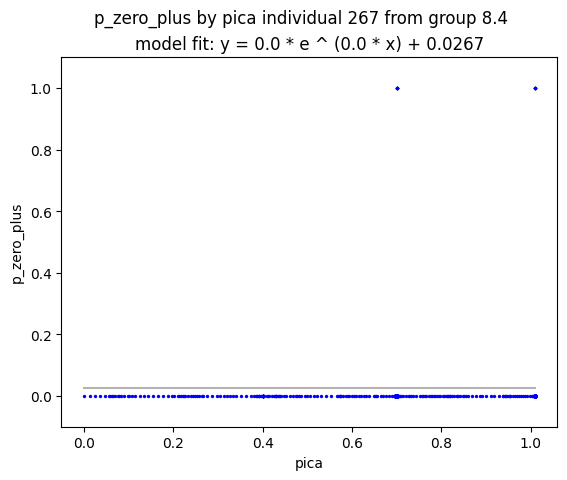 p_zero_plus by pica individual 267 from group 8.4
model fit: y = 0.0 * e ^ (0.0 * x) + 0.0267
1.0
0.8
0.6
0.4
0.2
0.0
p_zero_plus
0.0 0.2 0.4 0.6 0.8 1.0
pica